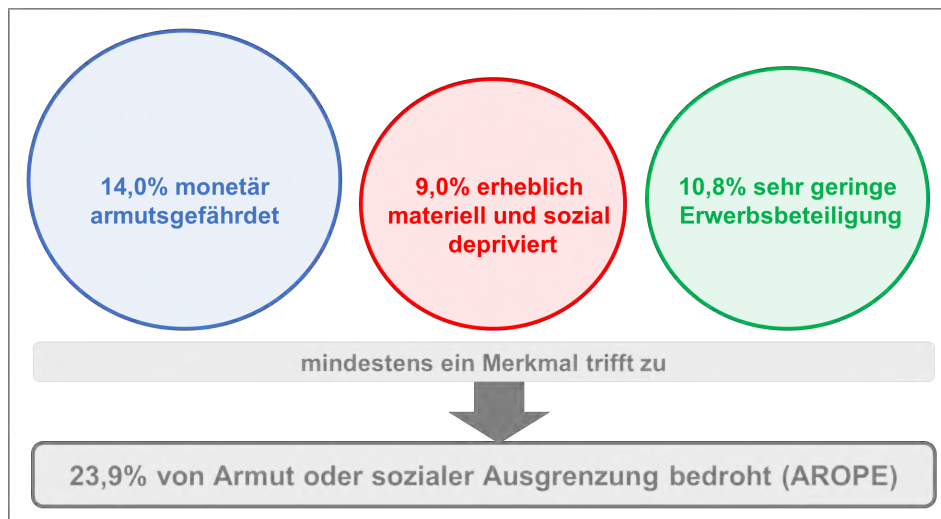 14,0% monetär
armutsgefährdet
9,0% erheblich
materiell und sozial
depriviert
10,8% sehr geringe
Erwerbsbeteiligung
mindestens ein Merkmal trifft zu
23,9% von Armut oder sozialer Ausgrenzung bedroht (AROPE)